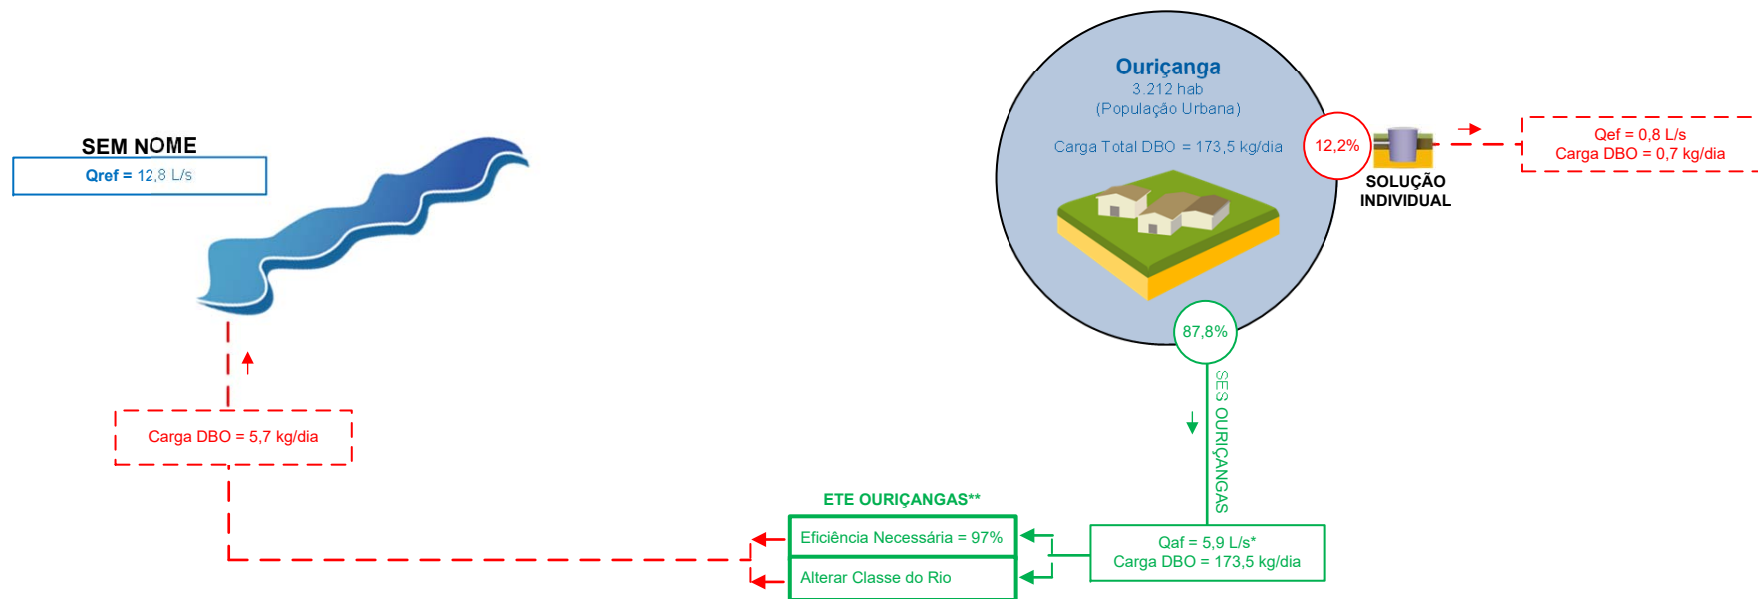 SEM NOME
Qref = 12,8 L/s
Ouriçanga
3.212 hab
(População Urbana)
Carga Total DBO = 173,5 kg/dia
12,2%
SOLUÇÃO
INDIVIDUAL
Qef = 0,8 L/s
Carga DBO = 0,7 kg/dia
87,8%
SES OURIÇANGAS
Carga DBO = 5,7 kg/dia
ETE OURIÇANGAS**
Eficiência Necessária = 97%
Alterar Classe do Rio
Qaf = 5,9 L/s*
Carga DBO = 173,5 kg/dia